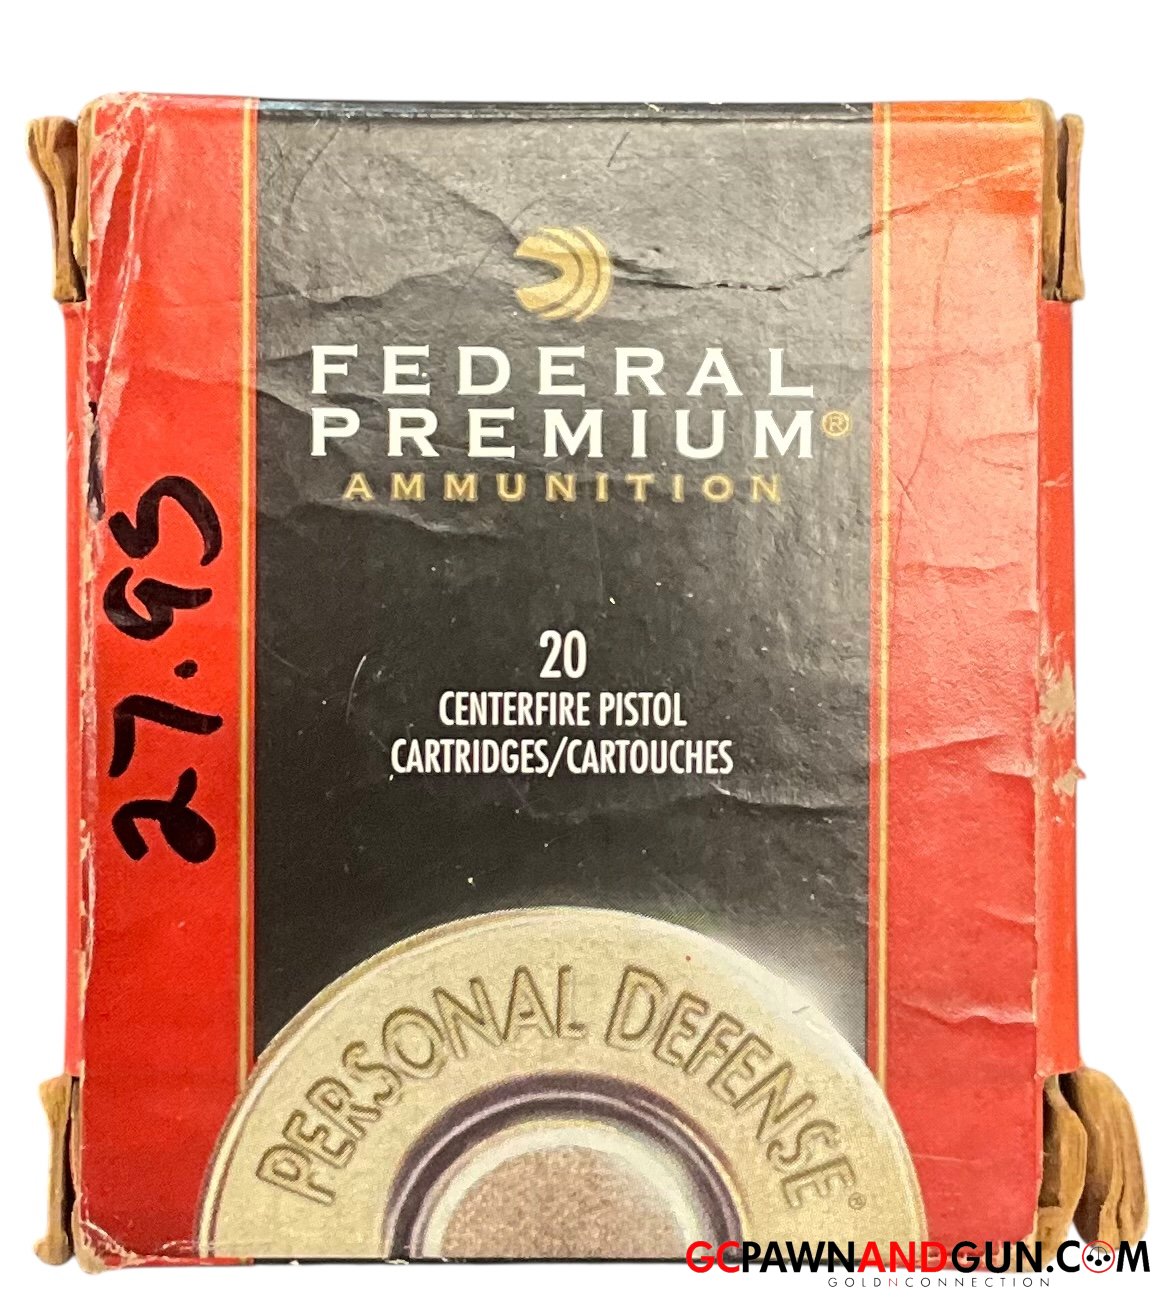 FEDERAL
PREMIUM®
AMMUNITION
27.95
20
CENTERFIRE PISTOL
CARTRIDGES/CARTOUCHES
PERSONAL DEFENSE®
GCPAWNANDGUN.COM
GOLDNCONNECTION